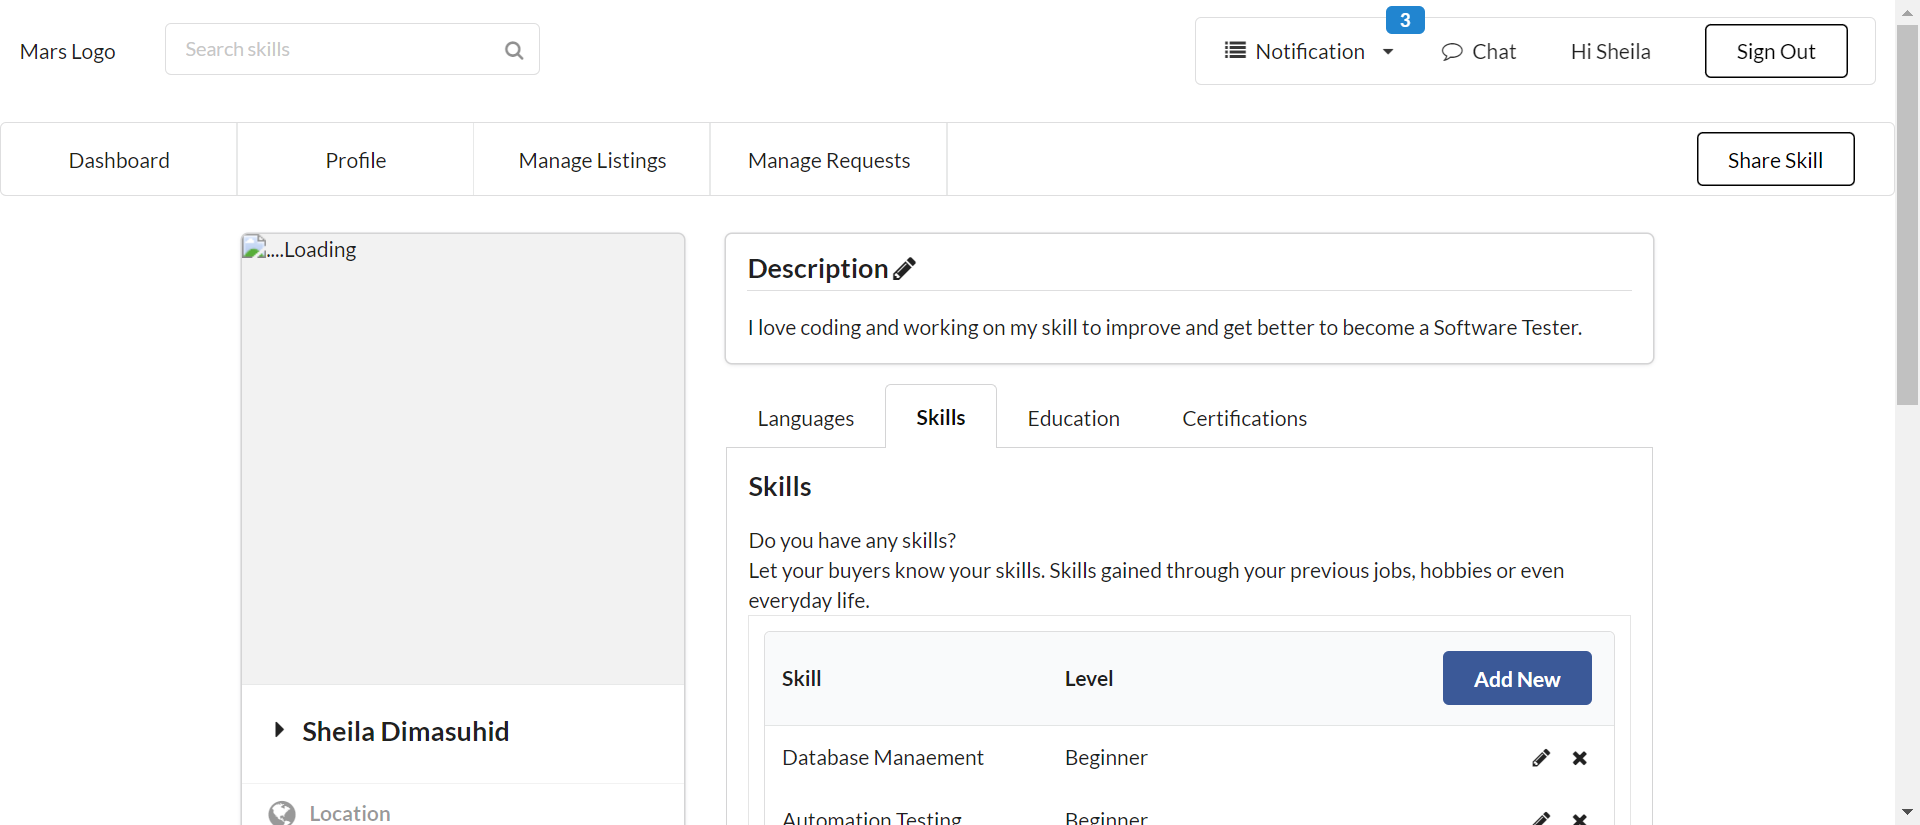 Mars Logo
Search skills
3
Notification
Chat
Hi Sheila
Sign Out
Dashboard
Profile
Manage Listings
Manage Requests
Share Skill
....Loading
Sheila Dimasuhid
Location
Description
I love coding and working on my skill to improve and get better to become a Software Tester.
Languages
Skills
Education
Certifications
Skills
Do you have any skills?
Let your buyers know your skills. Skills gained through your previous jobs, hobbies or even
everyday life.
Skill
Level
Add New
Database Manaement
Beginner
Automation Testing
Beginner